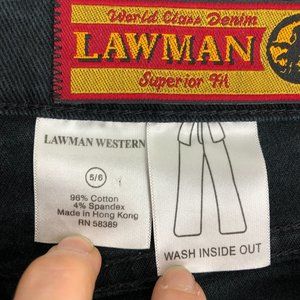 World Class Denim
LAWMAN
Superior Fit
LAWMAN WESTERN
5/6
96% Cotton
4% Spandex
Made in Hong Kong
RN 58389
WASH INSIDE OUT